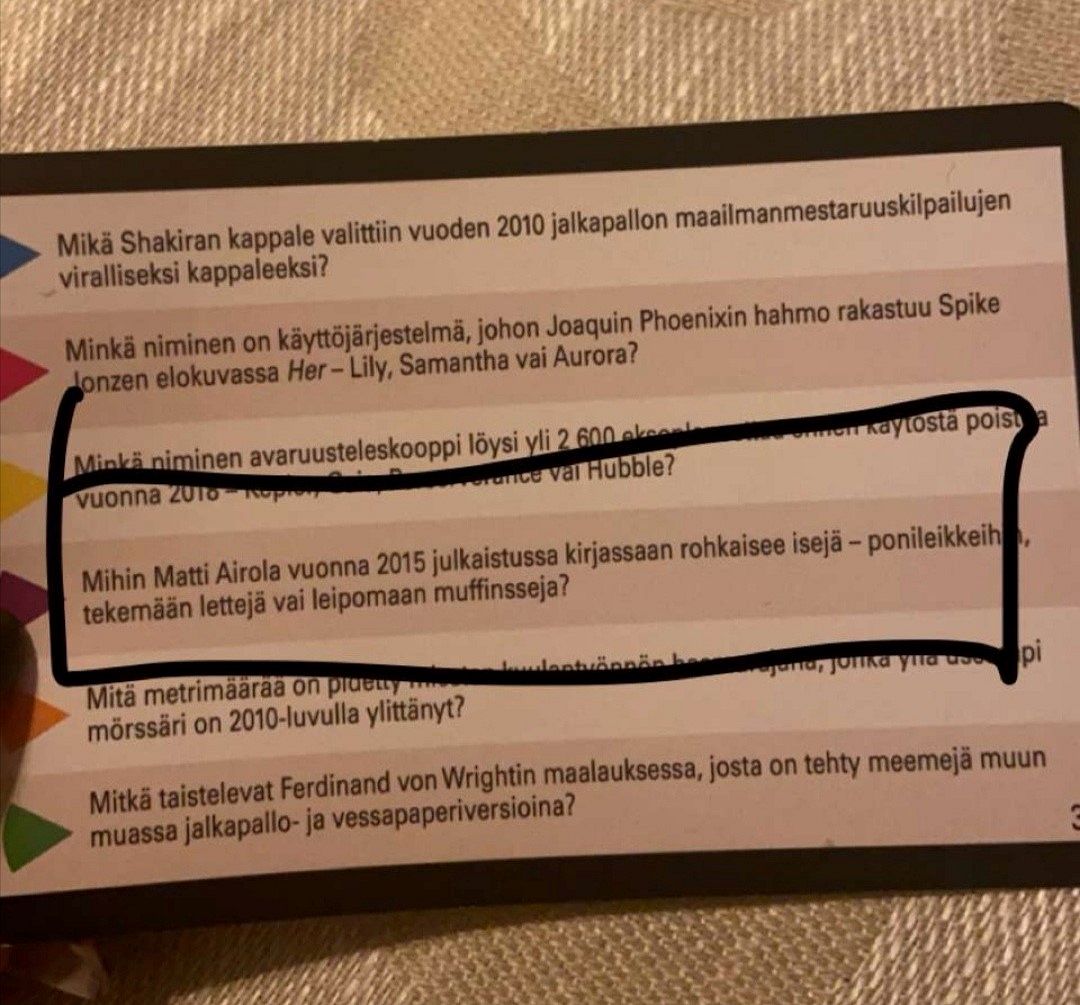 Mikä Shakiran kappale valittiin vuoden 2010 jalkapallon maailmanmestaruuskilpailujen
viralliseksi kappaleeksi?
Minkä niminen on käyttöjärjestelmä, johon Joaquin Phoenixin hahmo rakastuu Spike
Jonzen elokuvassa Her – Lily, Samantha vai Aurora?
Minkä niminen avaruusteleskooppi löysi yli 2 600 käytöstä
vuonna 2018 – vai Hubble?
Mihin Matti Airola vuonna 2015 julkaistussa kirjassaan rohkaisee isejä –
tekemään lettejä vai leipomaan muffinsseja?
Mitä metrimäärää on pidetty jonka yllä
mörssäri on 2010-luvulla ylittänyt?
Mitkä taistelevat Ferdinand von Wrightin maalauksessa, josta on tehty meemejä muun
muassa jalkapallo- ja vessapaperiversioina?